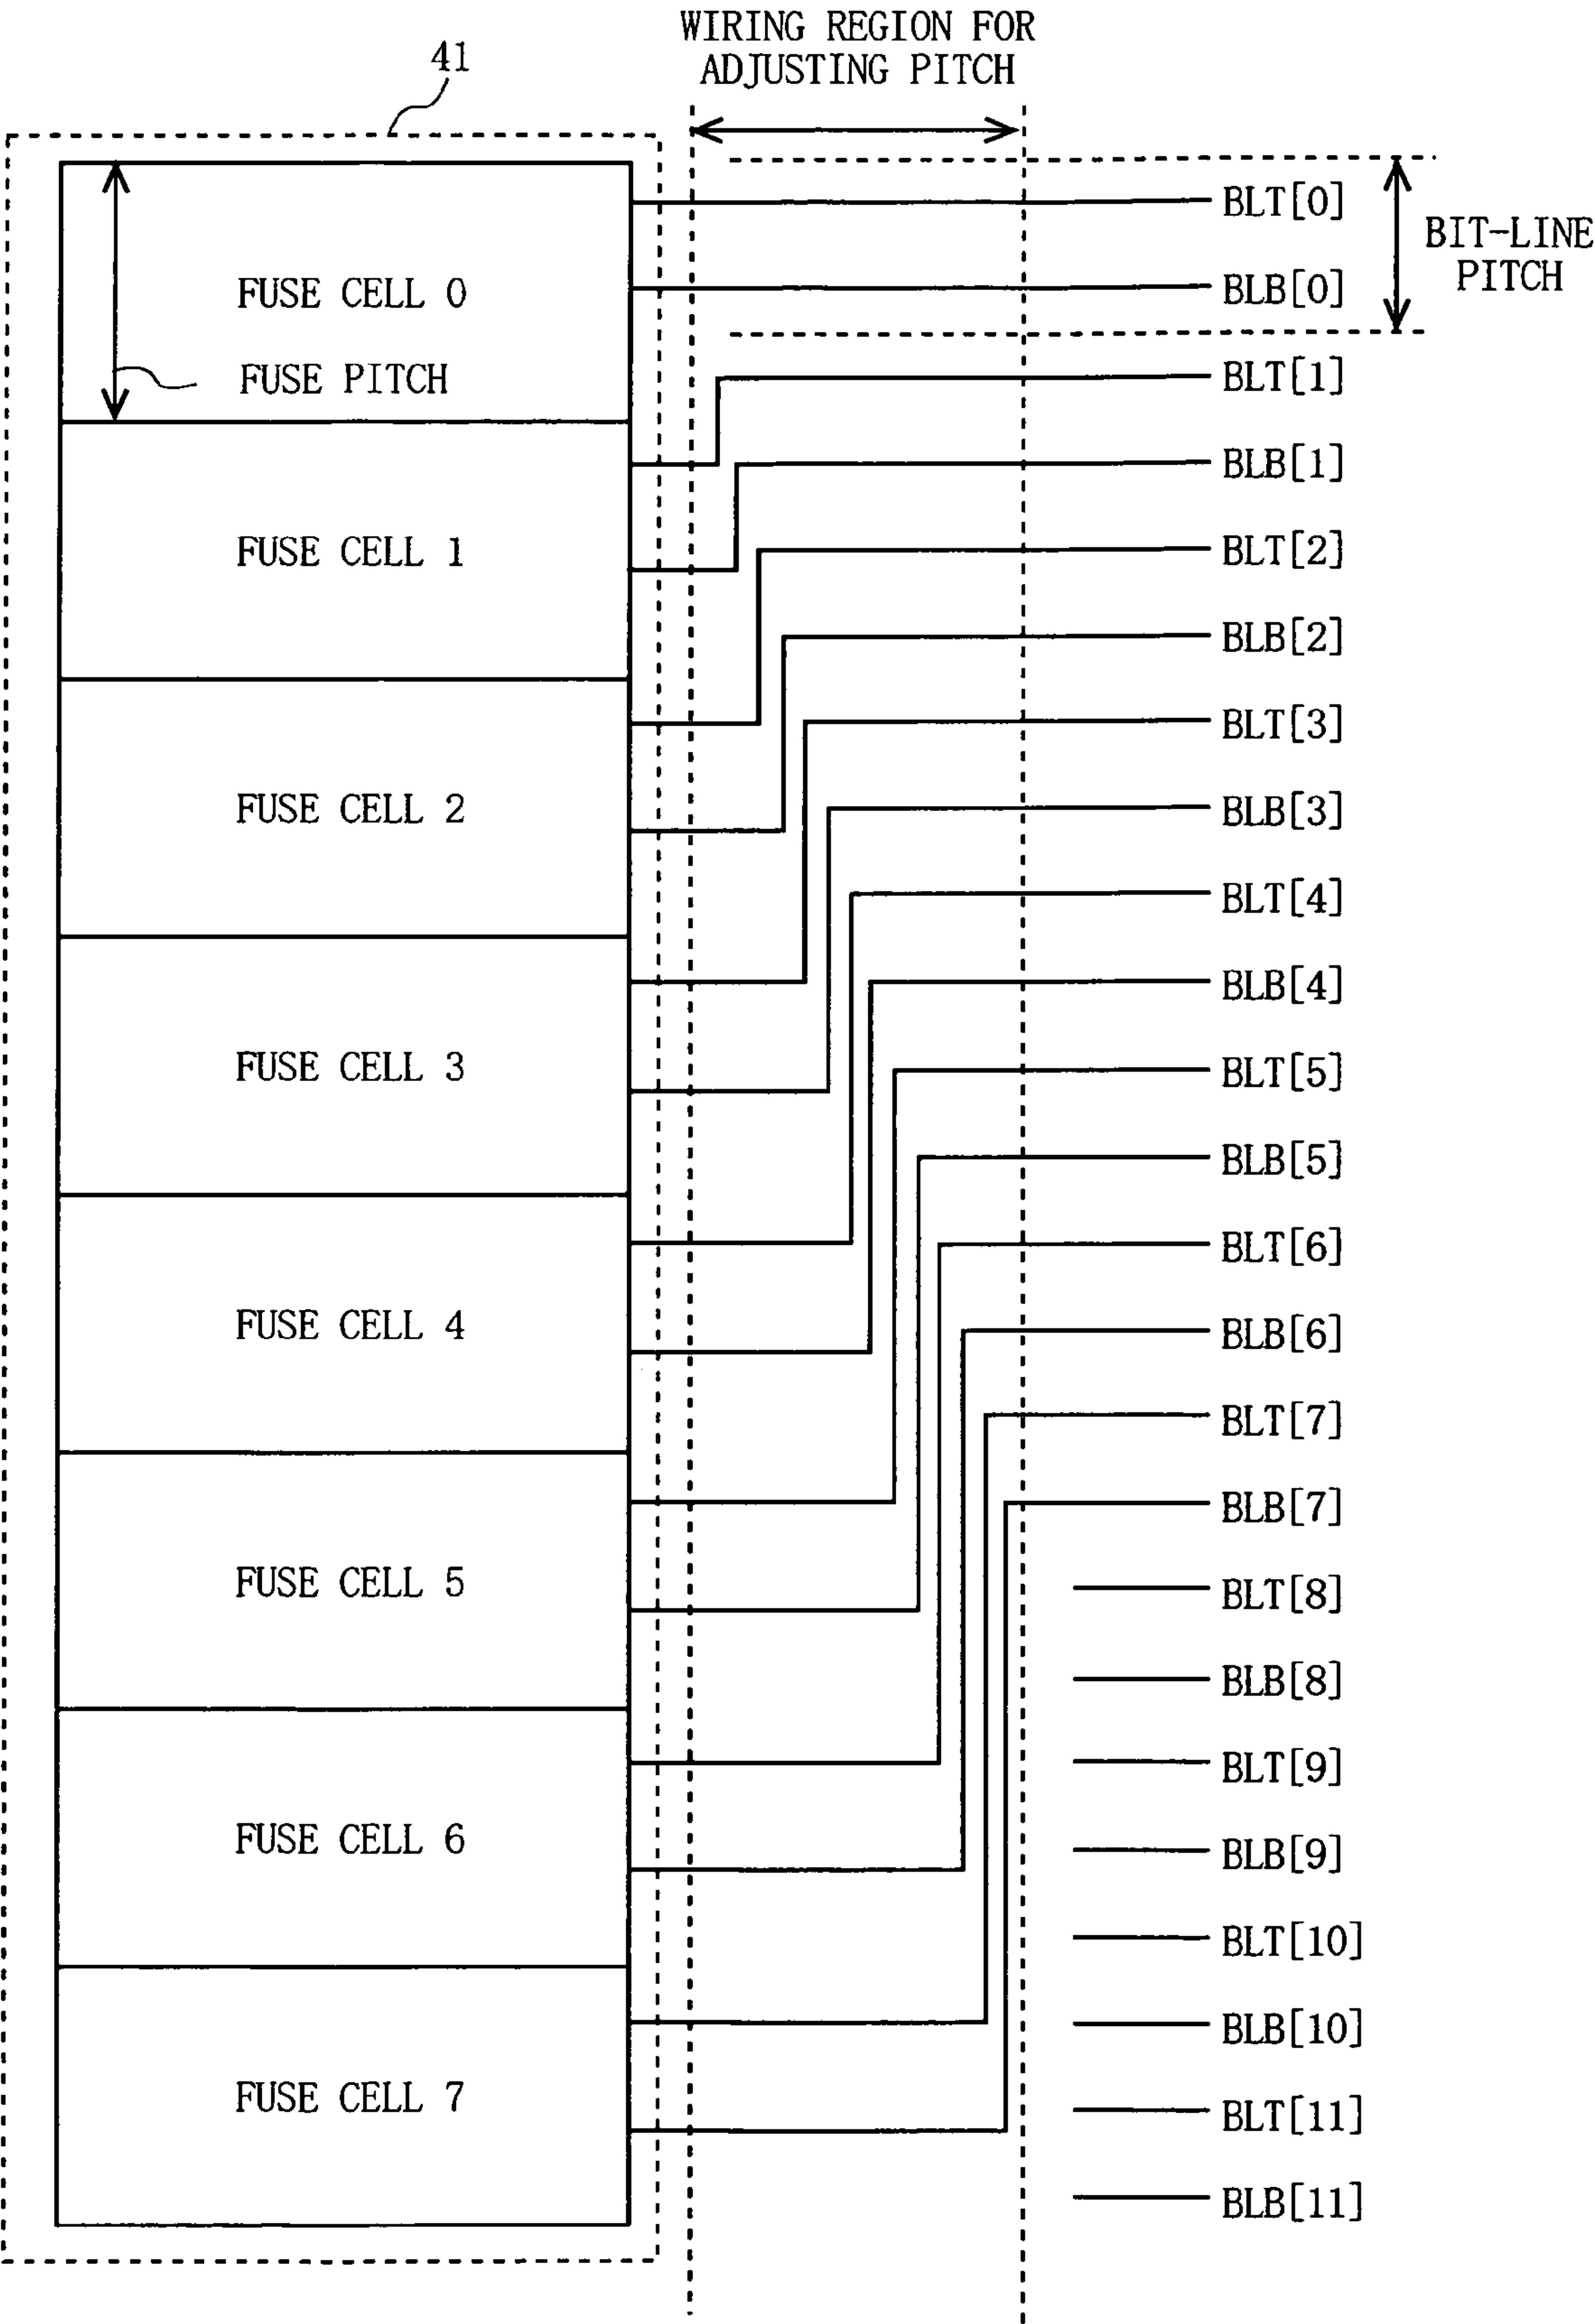 WIRING REGION FOR
ADJUSTING PITCH
41
BLT[0]
BIT-LINE
PITCH
FUSE CELL 0
BLB[0]
FUSE PITCH
BLT[1]
BLB[1]
FUSE CELL 1
BLT[2]
BLB[2]
BLT[3]
FUSE CELL 2
BLB[3]
BLT[4]
BLB[4]
FUSE CELL 3
BLT[5]
BLB[5]
BLT[6]
FUSE CELL 4
BLB[6]
BLT[7]
BLB[7]
FUSE CELL 5
BLT[8]
BLB[8]
BLT[9]
FUSE CELL 6
BLB[9]
BLT[10]
BLB[10]
FUSE CELL 7
BLT[11]
BLB[11]